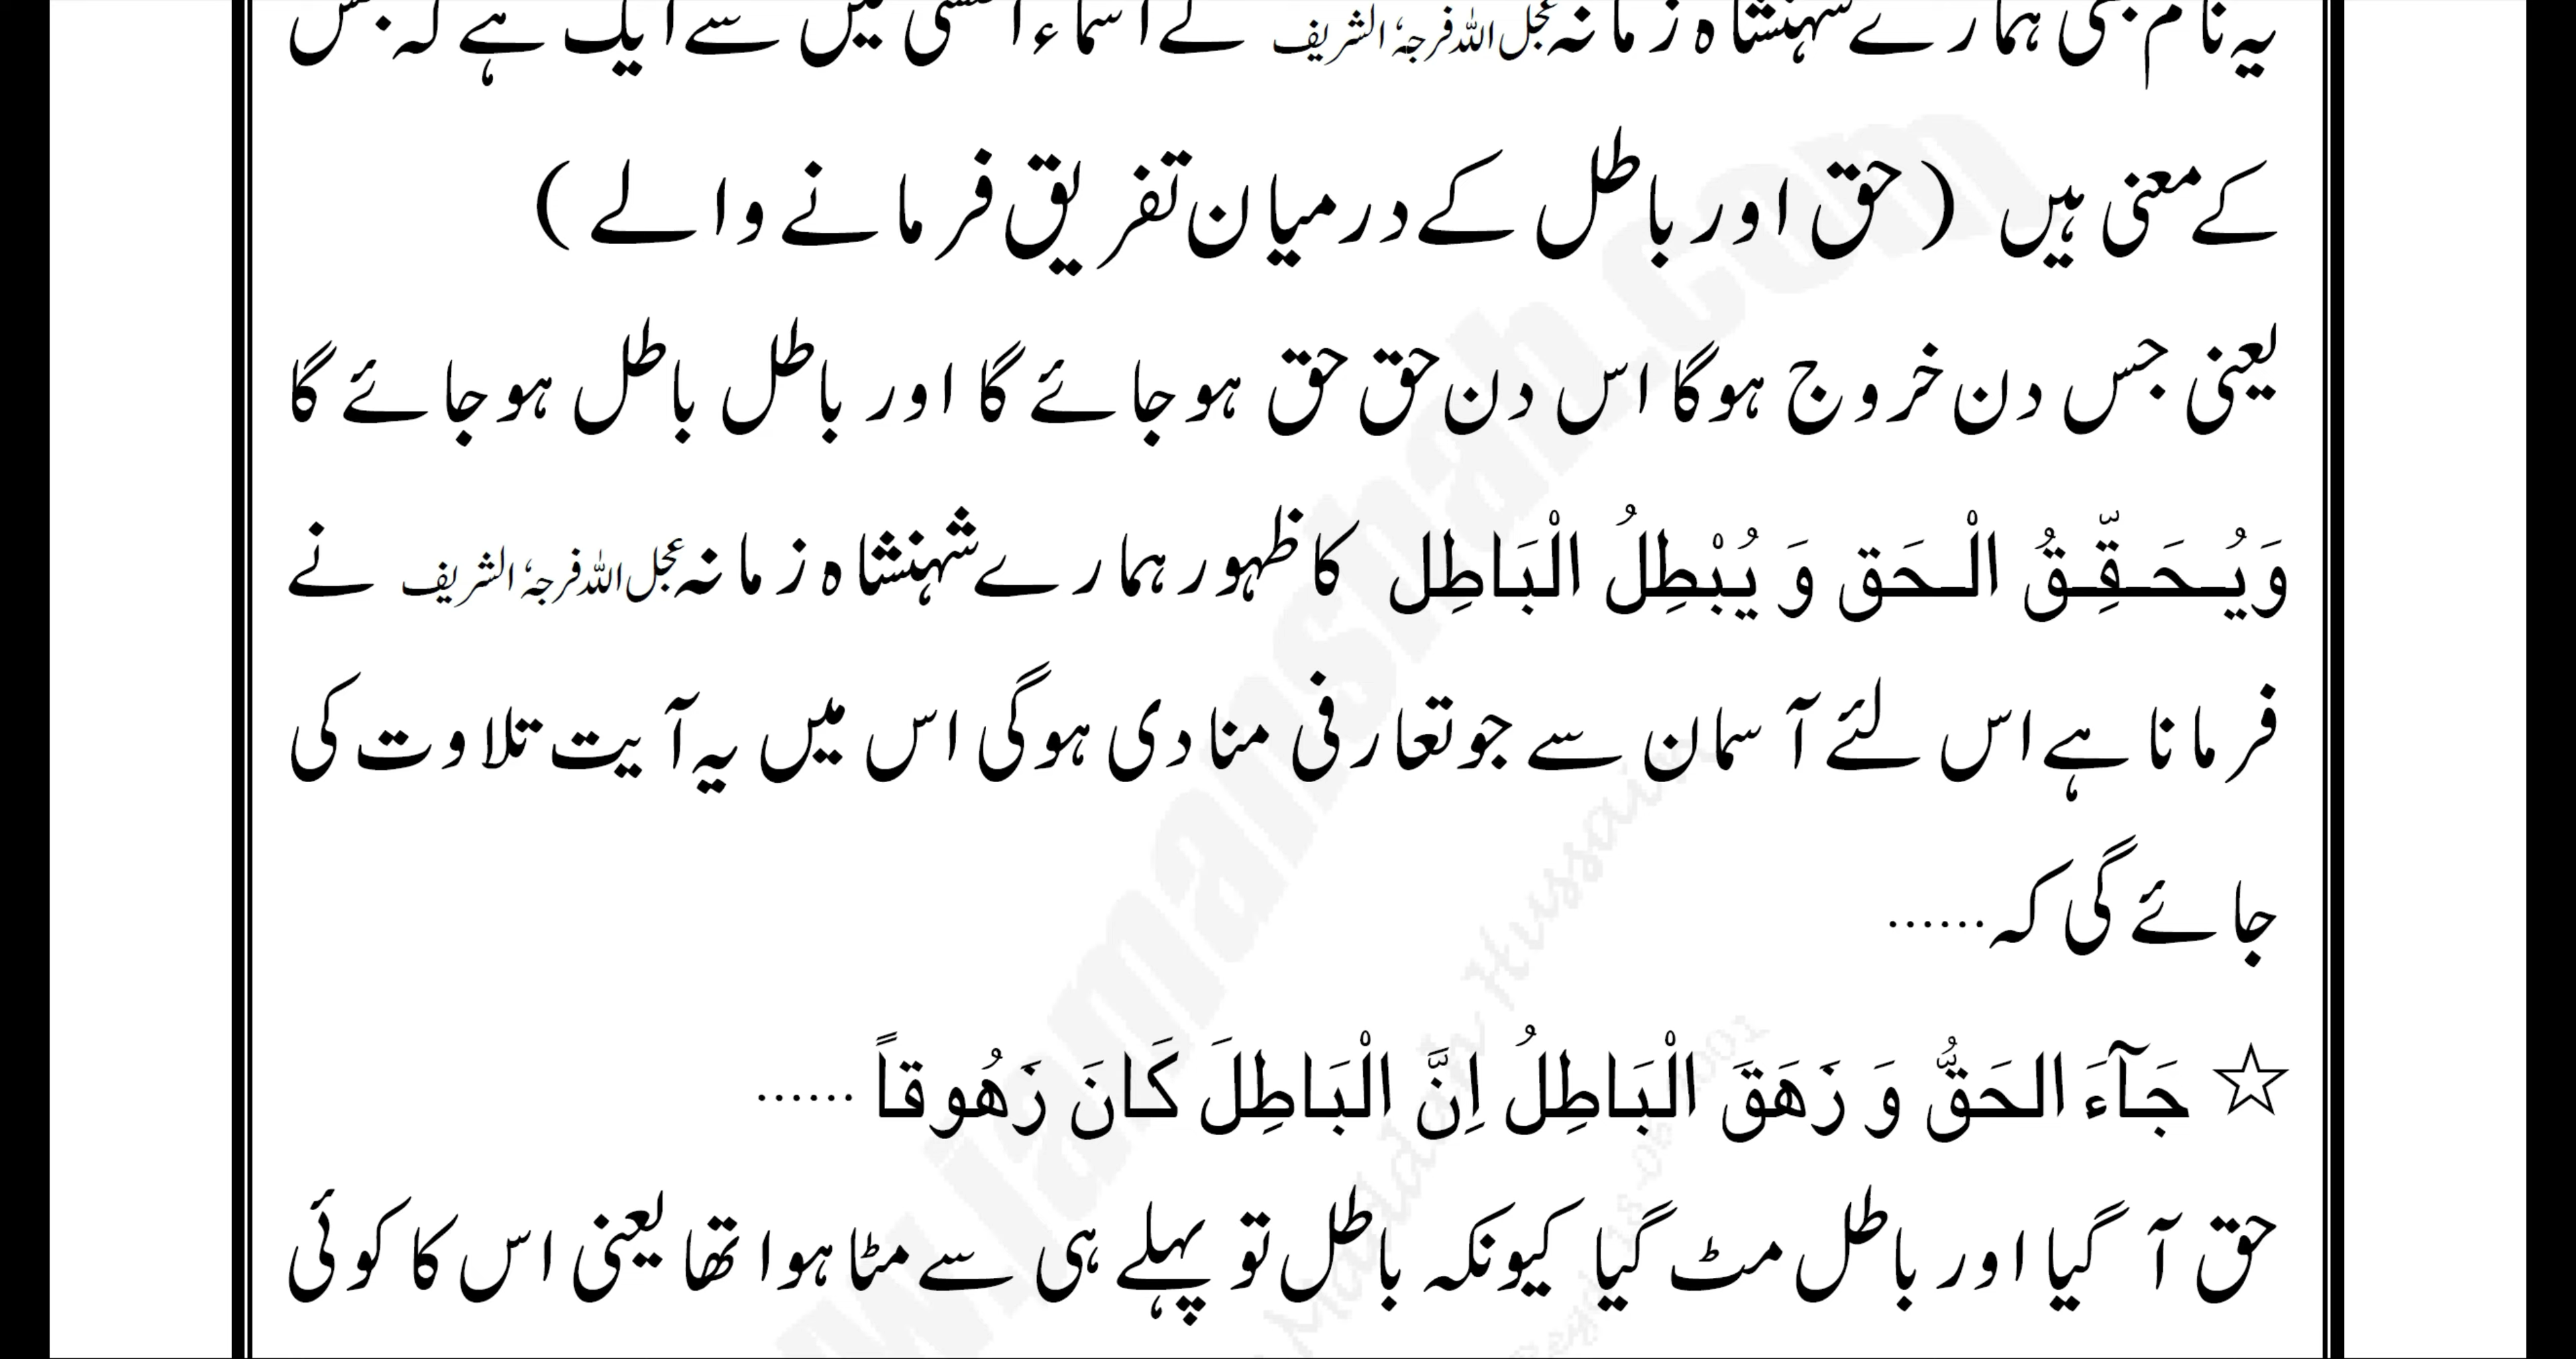 یہ نام بھی ہمارے شہنشاہ زمانہ عجل اللہ فرجہٗ الشریف کے اسماء الحسنٰی میں سے ایک ہے کہ جس
کے معنی ہیں (حق اور باطل کے درمیان تفریق فرمانے والے)
یعنی جس دن خروج ہوگا اس دن حق حق ہو جائے گا اور باطل باطل ہو جائے گا
وَيُحَقِّقُ الْحَق وَ يُبْطِلُ الْبَاطِل کا ظہور ہمارے شہنشاہ زمانہ عجل اللہ فرجہٗ الشریف نے
فرمانا ہے اس لئے آسمان سے جو تعارفی منادی ہوگی اس میں یہ آیت تلاوت کی
جائے گی کہ......
☆ جَآءَ الحَقُّ وَ زَهَقَ الْبَاطِلُ اِنَّ الْبَاطِلَ كَانَ زَهُوقاً ......
حق آ گیا اور باطل مٹ گیا کیونکہ باطل تو پہلے ہی سے مٹا ہوا تھا یعنی اس کا کوئی
www.jamanshah.com